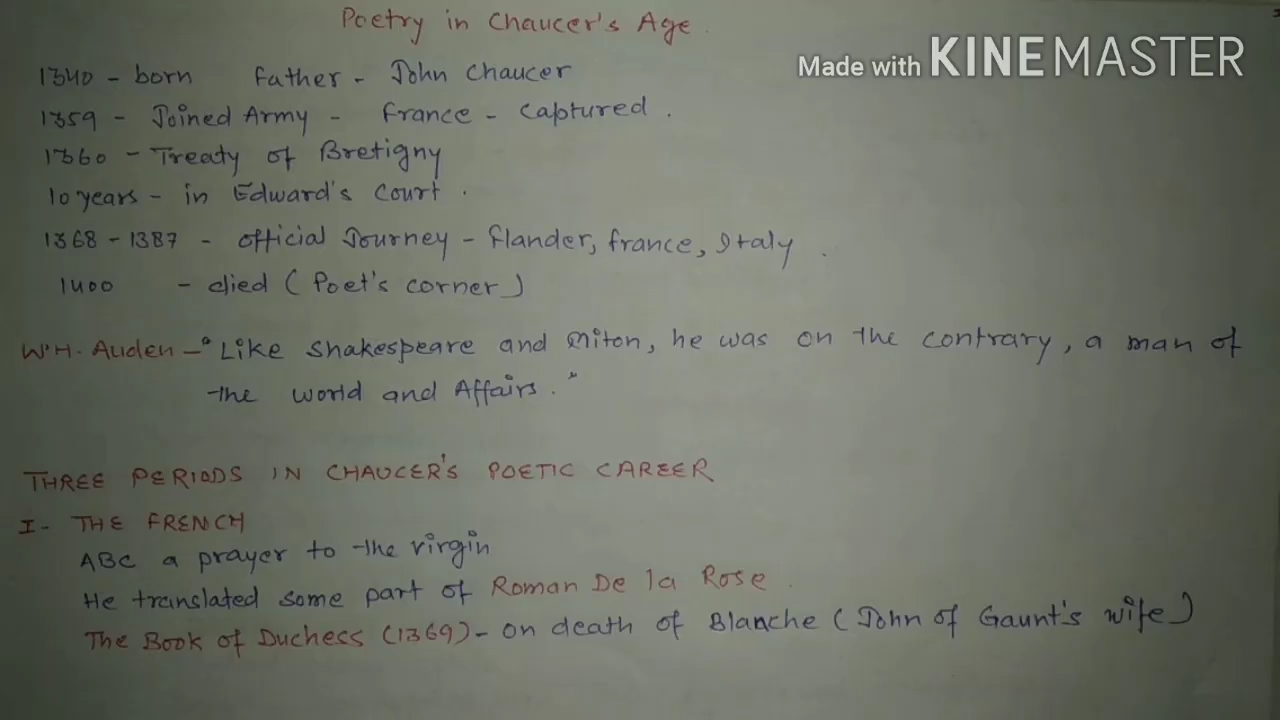 Poetry in Chaucer's Age.
Made with KINEMASTER
1340 - born Father - John Chaucer
1359 - Joined Army - France - Captured.
1360 - Treaty of Bretigny
10 years - in Edward's Court.
1368 - 1387 - Official Journey - Flander, France, Italy.
1400 - died (Poet's corner)
W.H. Auden - "Like Shakespeare and Miton, he was on the contrary, a man of
the world and Affairs."
THREE PERIODS IN CHAUCER'S POETIC CAREER
I - THE FRENCH
ABC a prayer to the virgin
He translated some part of Roman De la Rose.
The Book of Duchess (1369) - on death of Blanche (John of Gaunt's wife)